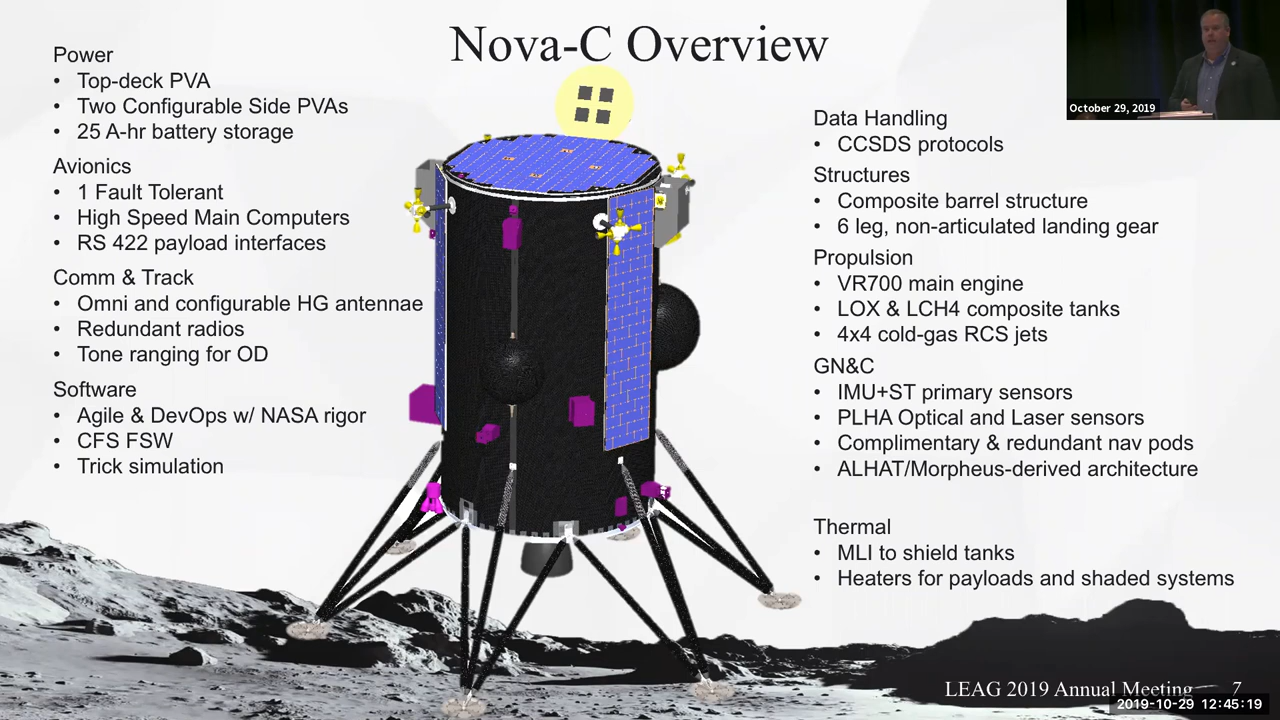 Nova-C Overview
Power
• Top-deck PVA
• Two Configurable Side PVAs
• 25 A-hr battery storage
Avionics
• 1 Fault Tolerant
• High Speed Main Computers
• RS 422 payload interfaces
Comm & Track
• Omni and configurable HG antennae
• Redundant radios
• Tone ranging for OD
Software
• Agile & DevOps w/ NASA rigor
• CFS FSW
• Trick simulation
October 29, 2019
Data Handling
• CCSDS protocols
Structures
• Composite barrel structure
• 6 leg, non-articulated landing gear
Propulsion
• VR700 main engine
• LOX & LCH4 composite tanks
• 4x4 cold-gas RCS jets
GN&C
• IMU+ST primary sensors
• PLHA Optical and Laser sensors
• Complimentary & redundant nav pods
• ALHAT/Morpheus-derived architecture
Thermal
• MLI to shield tanks
• Heaters for payloads and shaded systems
LEAG 2019 Annual Meeting 7
2019-10-29 12:45:19